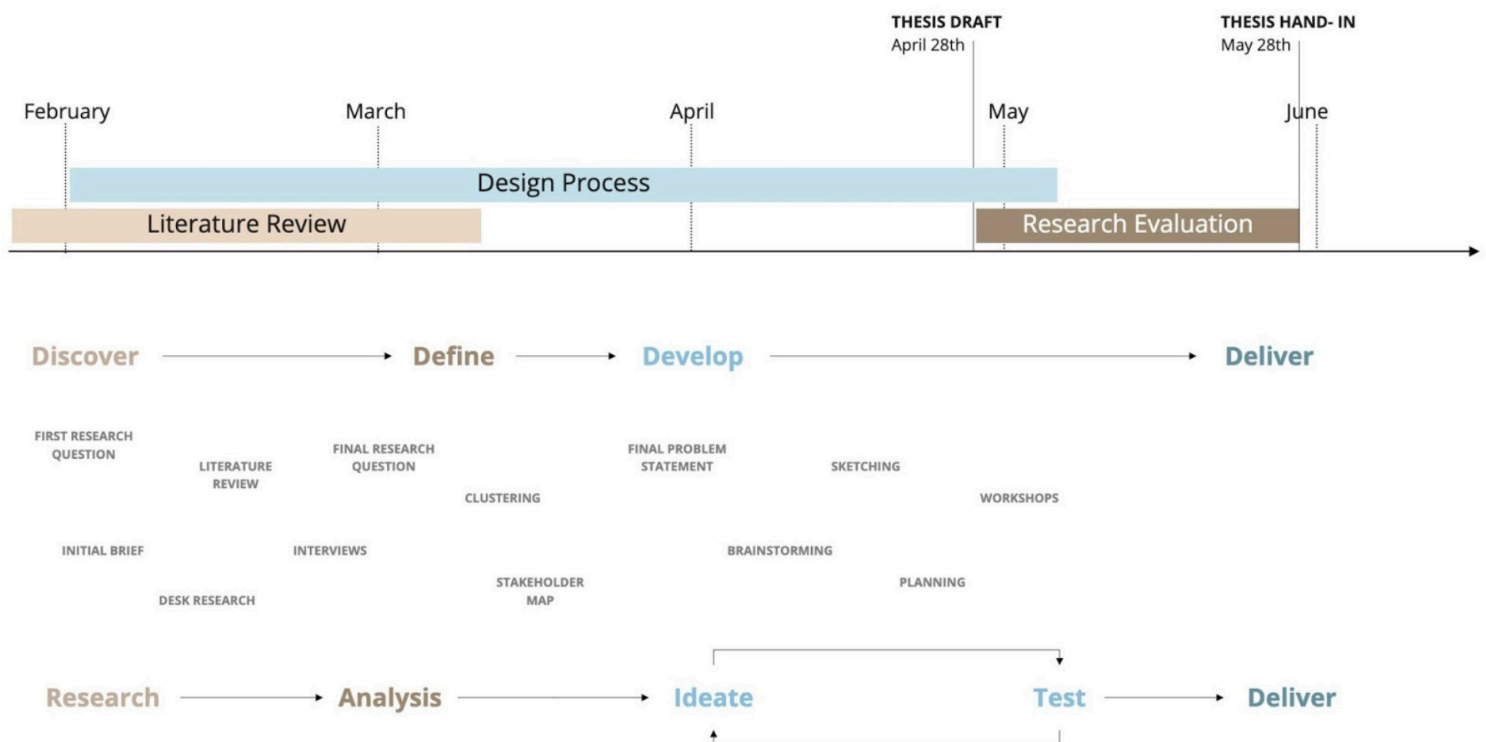 THESIS DRAFT
April 28th
THESIS HAND- IN
May 28th
February
March
April
May
June
Design Process
Literature Review
Research Evaluation
Discover
Define
Develop
Deliver
FIRST RESEARCH
QUESTION
LITERATURE
REVIEW
FINAL RESEARCH
QUESTION
CLUSTERING
FINAL PROBLEM
STATEMENT
SKETCHING
WORKSHOPS
INITIAL BRIEF
DESK RESEARCH
INTERVIEWS
STAKEHOLDER
MAP
BRAINSTORMING
PLANNING
Research
Analysis
Ideate
Test
Deliver